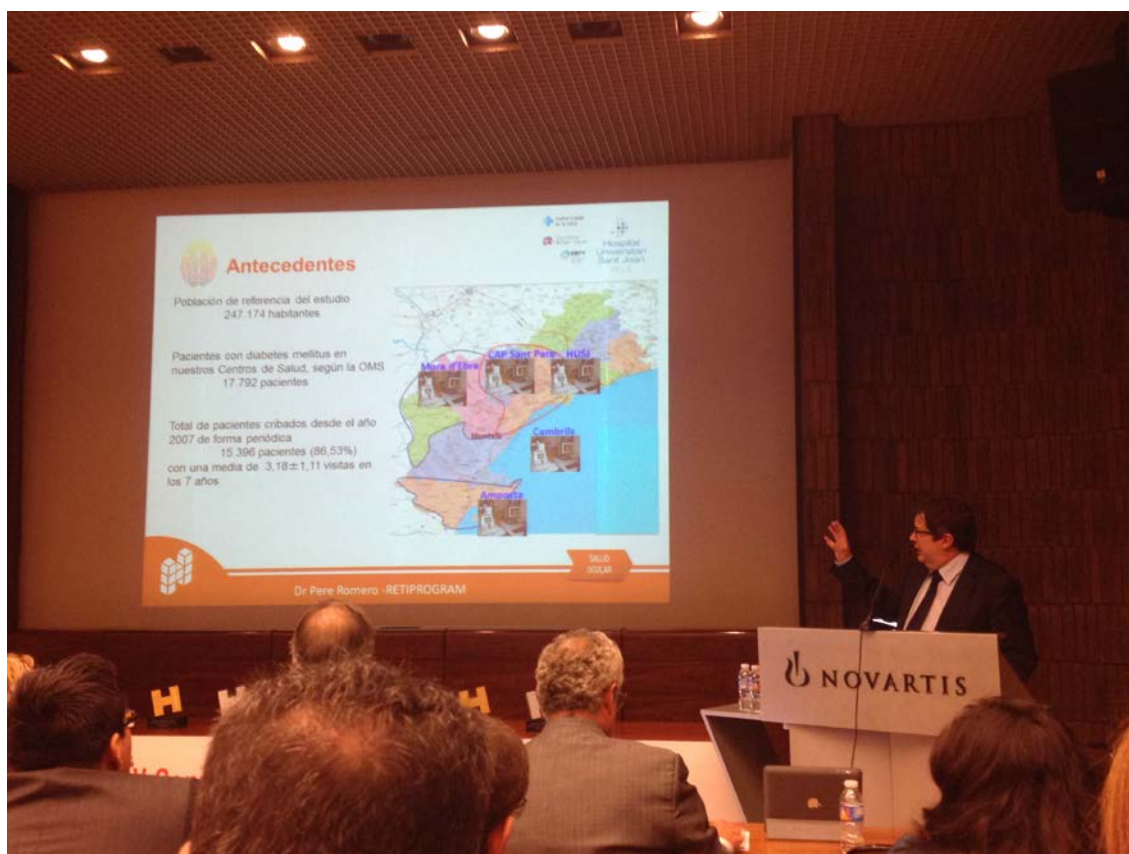 Antecedentes
Hospital
Universitari
Sant Joan
Población de referencia del estudio
247.174 habitantes
Pacientes con diabetes mellitus en
nuestros Centros de Salud, según la OMS
17.792 pacientes
Total de pacientes cribados desde el año
2007 de forma periódica
15.396 pacientes (86,53%)
con una media de 3,18±1,11 visitas en
los 7 años
Mora d'Ebre
CAP Sant Pere
HUSJ
Cambrils
Amposta
SALUD
OCULAR
Dr Pere Romero -RETIPROGRAM
NOVARTIS
H
H